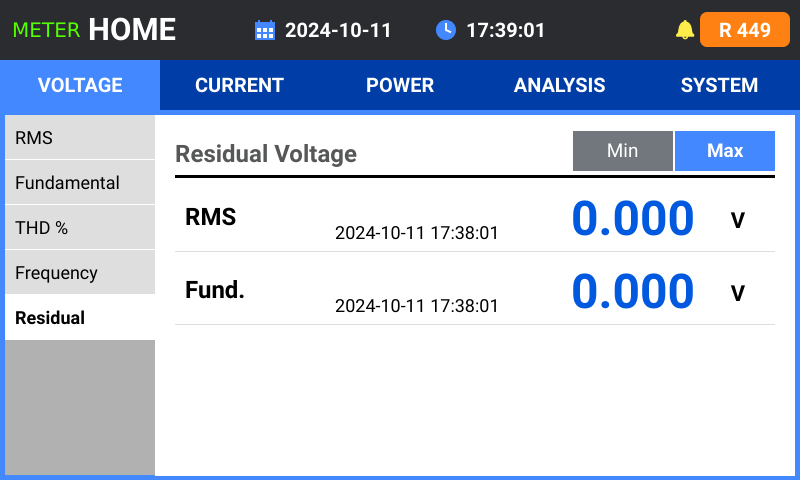 METER HOME 2024-10-11 17:39:01 R 449
VOLTAGE CURRENT POWER ANALYSIS SYSTEM
RMS
Fundamental
THD %
Frequency
Residual
Residual Voltage Min Max
RMS 2024-10-11 17:38:01 0.000 V
Fund. 2024-10-11 17:38:01 0.000 V